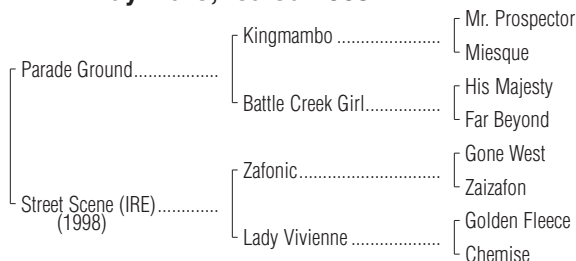 Mr. Prospector
Kingmambo ..................
Miesque
Parade Ground....................
His Majesty
Battle Creek Girl..................
Far Beyond
Gone West
Zafonic...............................
Zaizafon
Street Scene (IRE)..............
(1998)
Golden Fleece
Lady Vivienne .....................
Chemise